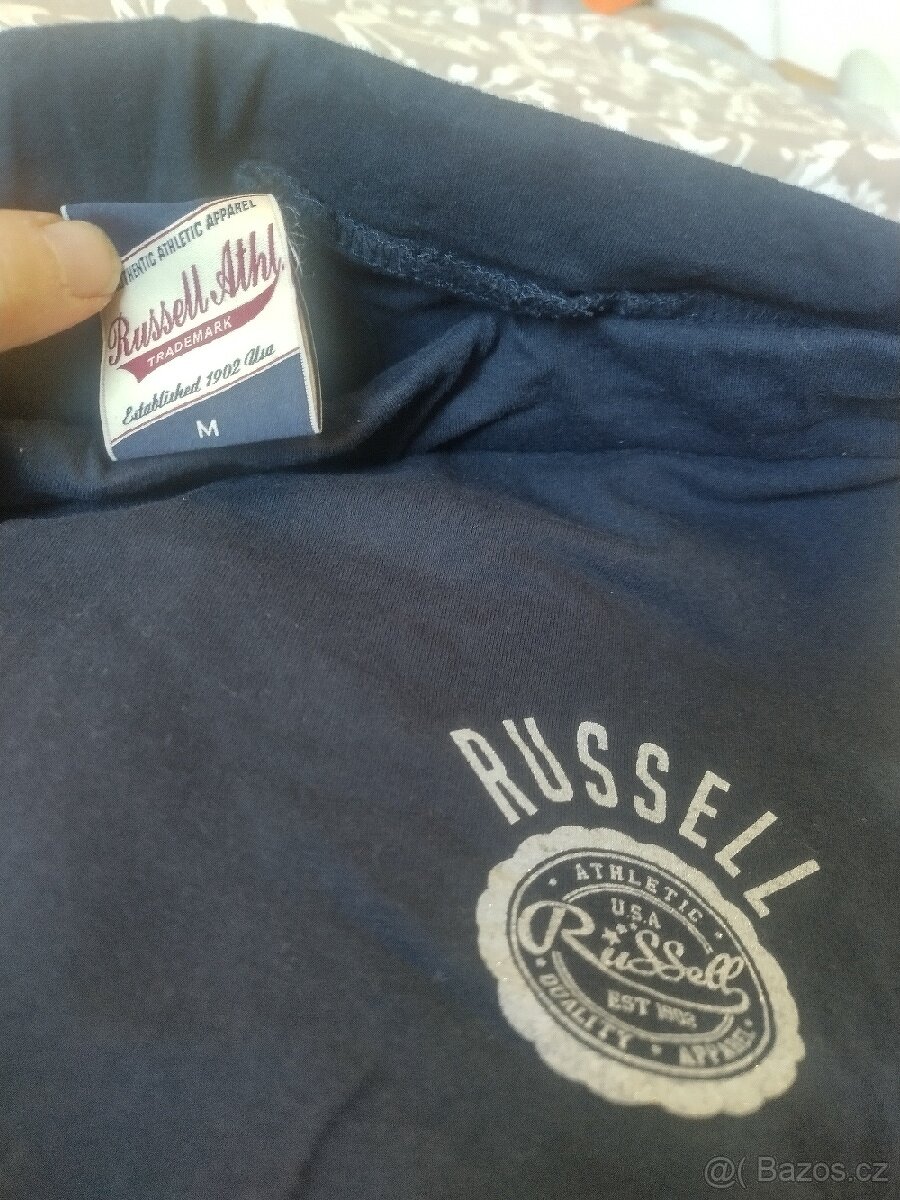 THENTIC ATHLETIC APPAREL
Russell Athl.
TRADEMARK
Established 1902 Usa
M
RUSSELL
ATHLETIC
U.S.A
Russell
EST 1902
QUALITY • APPAREL
@( Bazos.cz